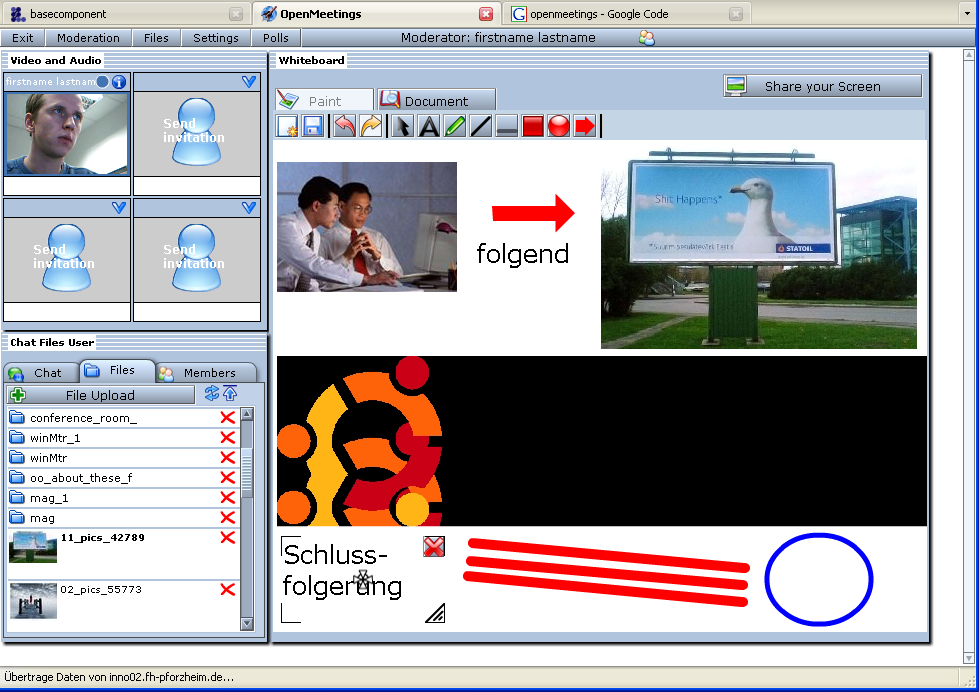 basecomponent
OpenMeetings
openmeetings - Google Code
Exit
Moderation
Files
Settings
Polls
Moderator: firstname lastname
Video and Audio
firstname lastnam
Send
invitation
Send
invitation
Send
invitation
Whiteboard
Share your Screen
Paint
Document
folgend
Shit Happens*
STATOIL
Schluss-
folgerung
Chat Files User
Chat
Files
Members
File Upload
conference_room_
winMtr_1
winMtr
oo_about_these_f
mag_1
mag
11_pics_42789
02_pics_55773
Übertrage Daten von inno02.fh-pforzheim.de...